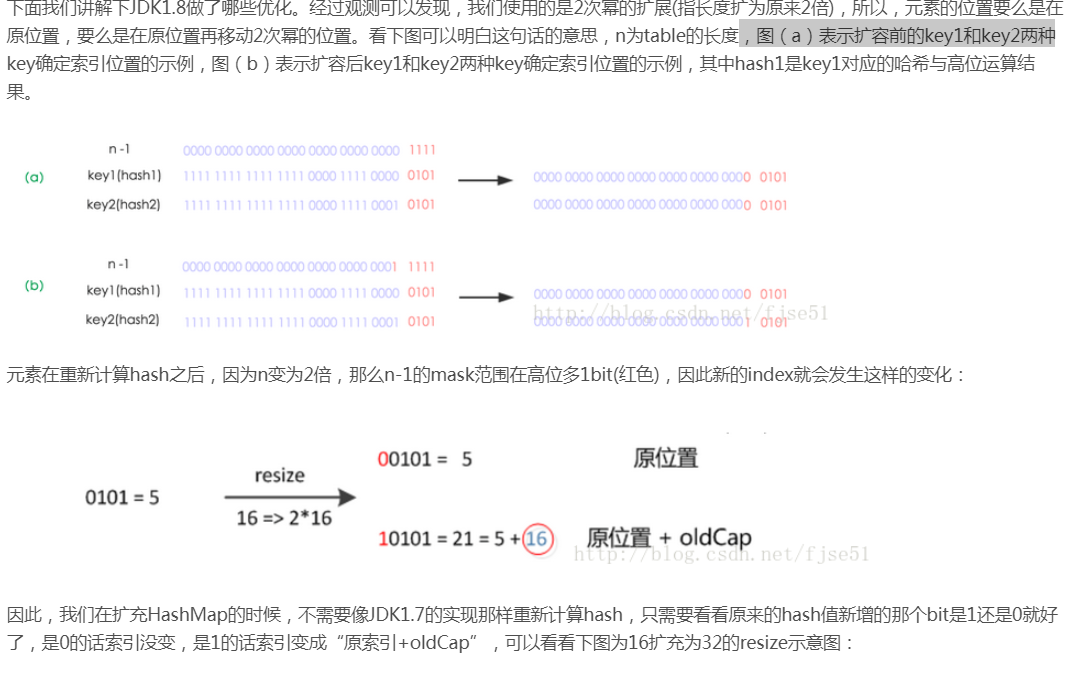 下面我们讲解下JDK1.8做了哪些优化。经过观测可以发现，我们使用的是2次幂的扩展(指长度扩为原来2倍)，所以，元素的位置要么是在
原位置，要么是在原位置再移动2次幂的位置。看下图可以明白这句话的意思，n为table的长度，图（a）表示扩容前的key1和key2两种
key确定索引位置的示例，图（b）表示扩容后key1和key2两种key确定索引位置的示例，其中hash1是key1对应的哈希与高位运算结
果。
n-1 0000 0000 0000 0000 0000 0000 0000 1111
(a) key1(hash1) 1111 1111 1111 1111 0000 1111 0000 0101 0000 0000 0000 0000 0000 0000 0000 0101
key2(hash2) 1111 1111 1111 1111 0000 1111 0001 0101 0000 0000 0000 0000 0000 0000 0000 0101
n-1 0000 0000 0000 0000 0000 0000 0001 1111
(b) key1(hash1) 1111 1111 1111 1111 0000 1111 0000 0101 0000 0000 0000 0000 0000 0000 0000 0101
http://blog.csdn.net/fjse51
key2(hash2) 1111 1111 1111 1111 0000 1111 0001 0101 0000 0000 0000 0000 0000 0000 0001 0101
元素在重新计算hash之后，因为n变为2倍，那么n-1的mask范围在高位多1bit(红色)，因此新的index就会发生这样的变化：
00101 = 5 原位置
resize
0101 = 5
16 => 2*16
10101 = 21 = 5 + 16 原位置 + oldCap
http://blog.csdn.net/fjse51
因此，我们在扩充HashMap的时候，不需要像JDK1.7的实现那样重新计算hash，只需要看看原来的hash值新增的那个bit是1还是0就好
了，是0的话索引没变，是1的话索引变成“原索引+oldCap”，可以看看下图为16扩充为32的resize示意图：